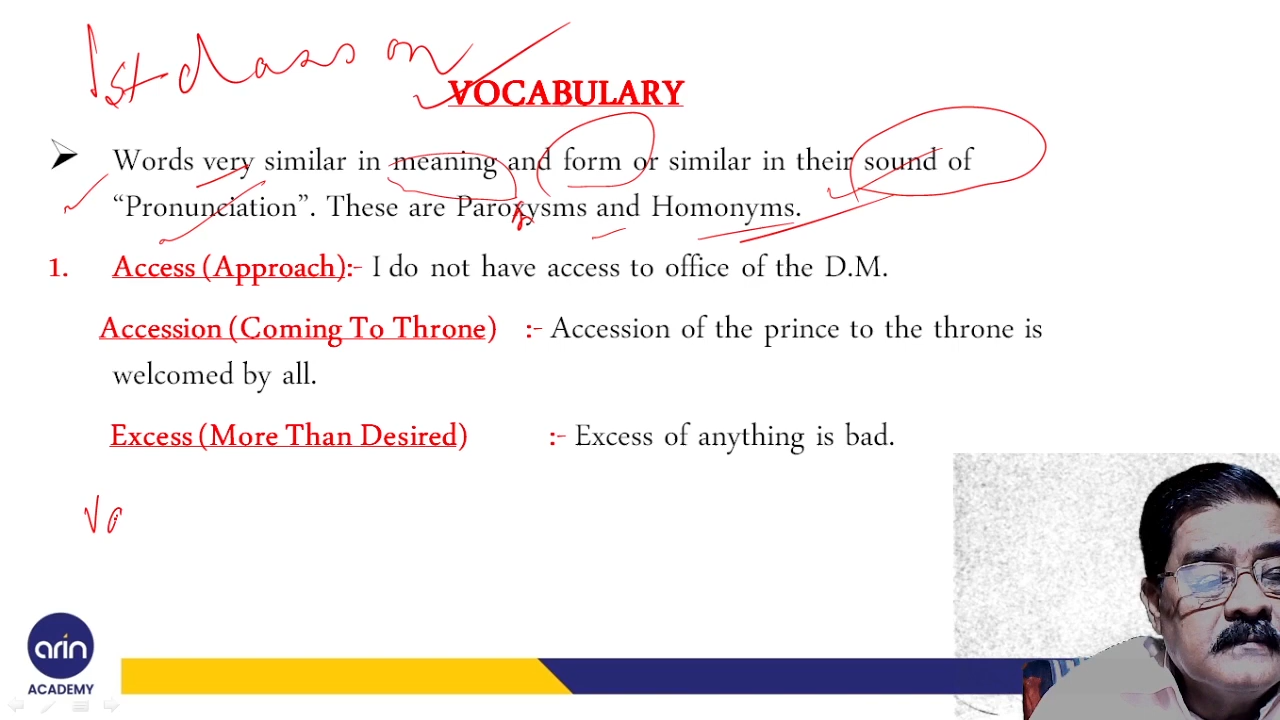 1st class on
VOCABULARY
Words very similar in meaning and form or similar in their sound of
“Pronunciation”. These are Paroxysms and Homonyms.
1. Access (Approach):- I do not have access to office of the D.M.
Accession (Coming To Throne) :- Accession of the prince to the throne is
welcomed by all.
Excess (More Than Desired) :- Excess of anything is bad.
Vo
arin
ACADEMY